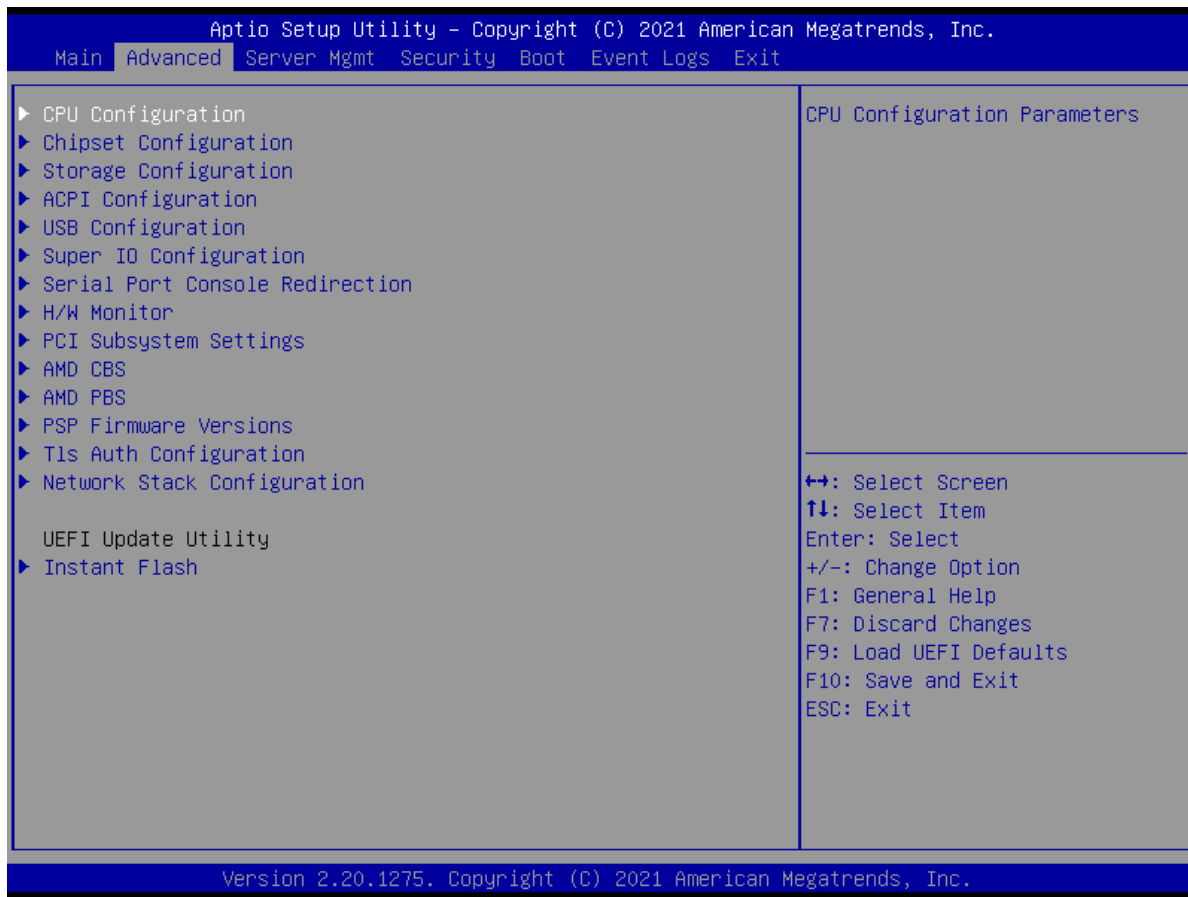 Aptio Setup Utility – Copyright (C) 2021 American Megatrends, Inc.
Main Advanced Server Mgmt Security Boot Event Logs Exit
CPU Configuration
Chipset Configuration
Storage Configuration
ACPI Configuration
USB Configuration
Super IO Configuration
Serial Port Console Redirection
H/W Monitor
PCI Subsystem Settings
AMD CBS
AMD PBS
PSP Firmware Versions
Tls Auth Configuration
Network Stack Configuration
UEFI Update Utility
Instant Flash
CPU Configuration Parameters
↔: Select Screen
↑↓: Select Item
Enter: Select
+/-: Change Option
F1: General Help
F7: Discard Changes
F9: Load UEFI Defaults
F10: Save and Exit
ESC: Exit
Version 2.20.1275. Copyright (C) 2021 American Megatrends, Inc.